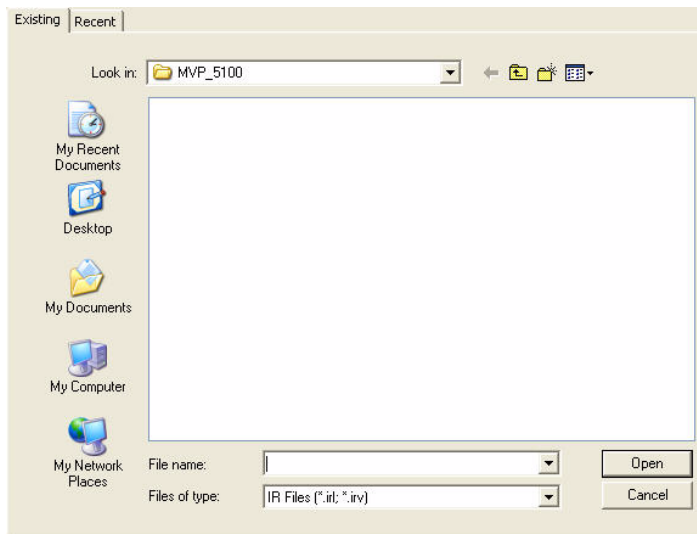 Existing
Recent
Look in:
MVP_5100
My Recent
Documents
Desktop
My Documents
My Computer
My Network
Places
File name:
Open
Files of type:
IR Files (*.irl; *.irv)
Cancel